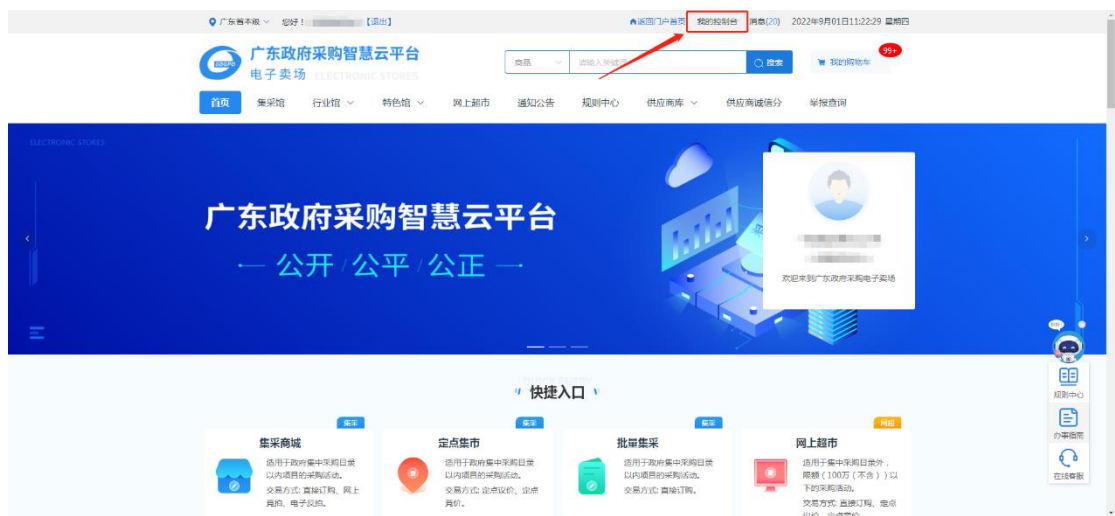 广东省本级 您好！ 【退出】 返回门户首页 我的控制台 消息(20) 2022年9月01日11:22:29 星期四
广东政府采购智慧云平台
电子卖场 ELECTRONIC STORES
商品 请输入关键词 搜索 我的购物车 99+
首页 集采馆 行业馆 特色馆 网上超市 通知公告 规则中心 供应商库 供应商诚信分 举报查询
ELECTRONIC STORES
广东政府采购智慧云平台
公开/公平/公正
欢迎来到广东政府采购电子卖场
规则中心
办事指南
在线客服
快捷入口
集采
集采商城
适用于政府集中采购目录
以内项目的采购活动。
交易方式: 直接订购、网上
竞价、电子反拍。
集采
定点集市
适用于政府集中采购目录
以内项目的采购活动。
交易方式: 定点议价、定点
竞价。
集采
批量集采
适用于政府集中采购目录
以内项目的采购活动。
交易方式: 直接订购。
网超
网上超市
适用于集中采购目录外，
限额（100万（不含））以
下的采购活动。
交易方式: 直接订购、定点
议价、定点竞价